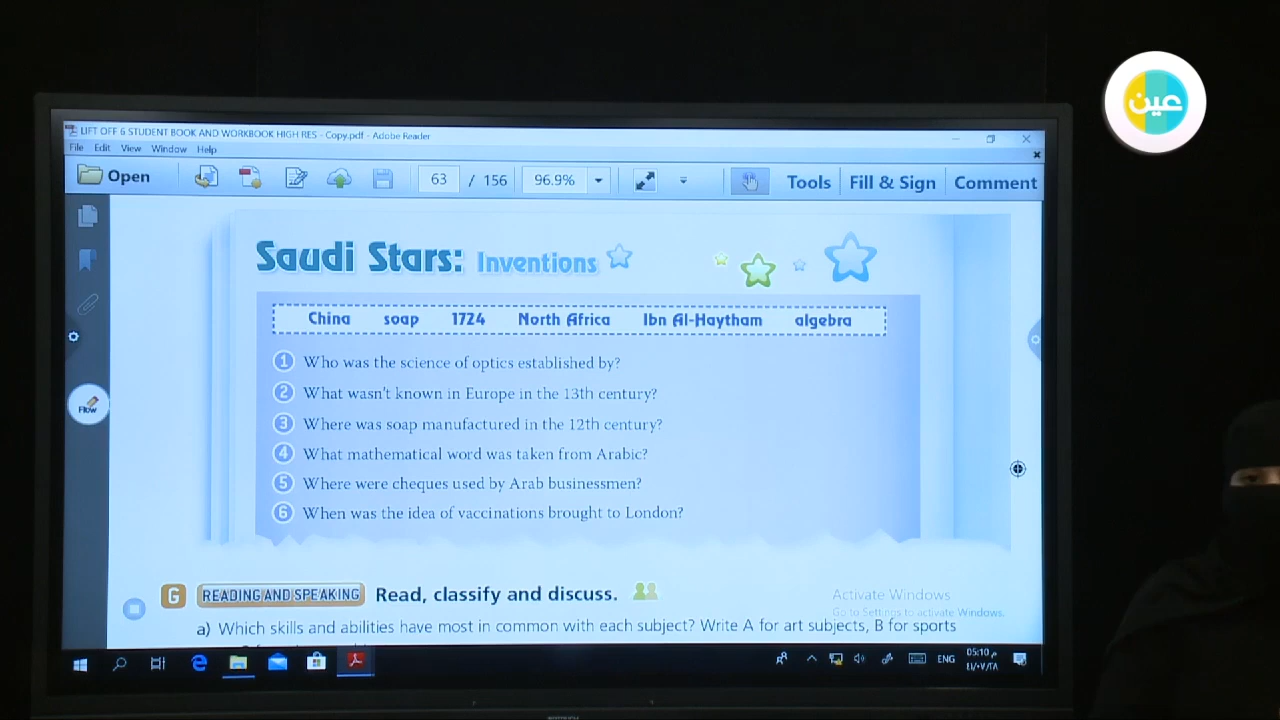 عين
LIFT OFF 6 STUDENT BOOK AND WORKBOOK HIGH RES - Copy.pdf - Adobe Reader
File Edit View Window Help
Open 63 / 156 96.9% Tools Fill & Sign Comment
Saudi Stars: Inventions
China soap 1724 North Africa Ibn Al-Haytham algebra
1 Who was the science of optics established by?
2 What wasn't known in Europe in the 13th century?
3 Where was soap manufactured in the 12th century?
4 What mathematical word was taken from Arabic?
5 Where were cheques used by Arab businessmen?
6 When was the idea of vaccinations brought to London?
Flow
G READING AND SPEAKING Read, classify and discuss.
Activate Windows
Go to Settings to activate Windows.
a) Which skills and abilities have most in common with each subject? Write A for art subjects, B for sports
ENG 05:10 م